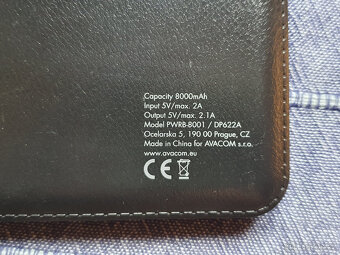 Capacity 8000mAh
Input 5V/max. 2A
Output 5V/max. 2.1A
Model PWRB-8001 / DP622A
Ocelarska 5, 190 00 Prague, CZ
Made in China for AVACOM s.r.o.
www.avacom.eu
CE